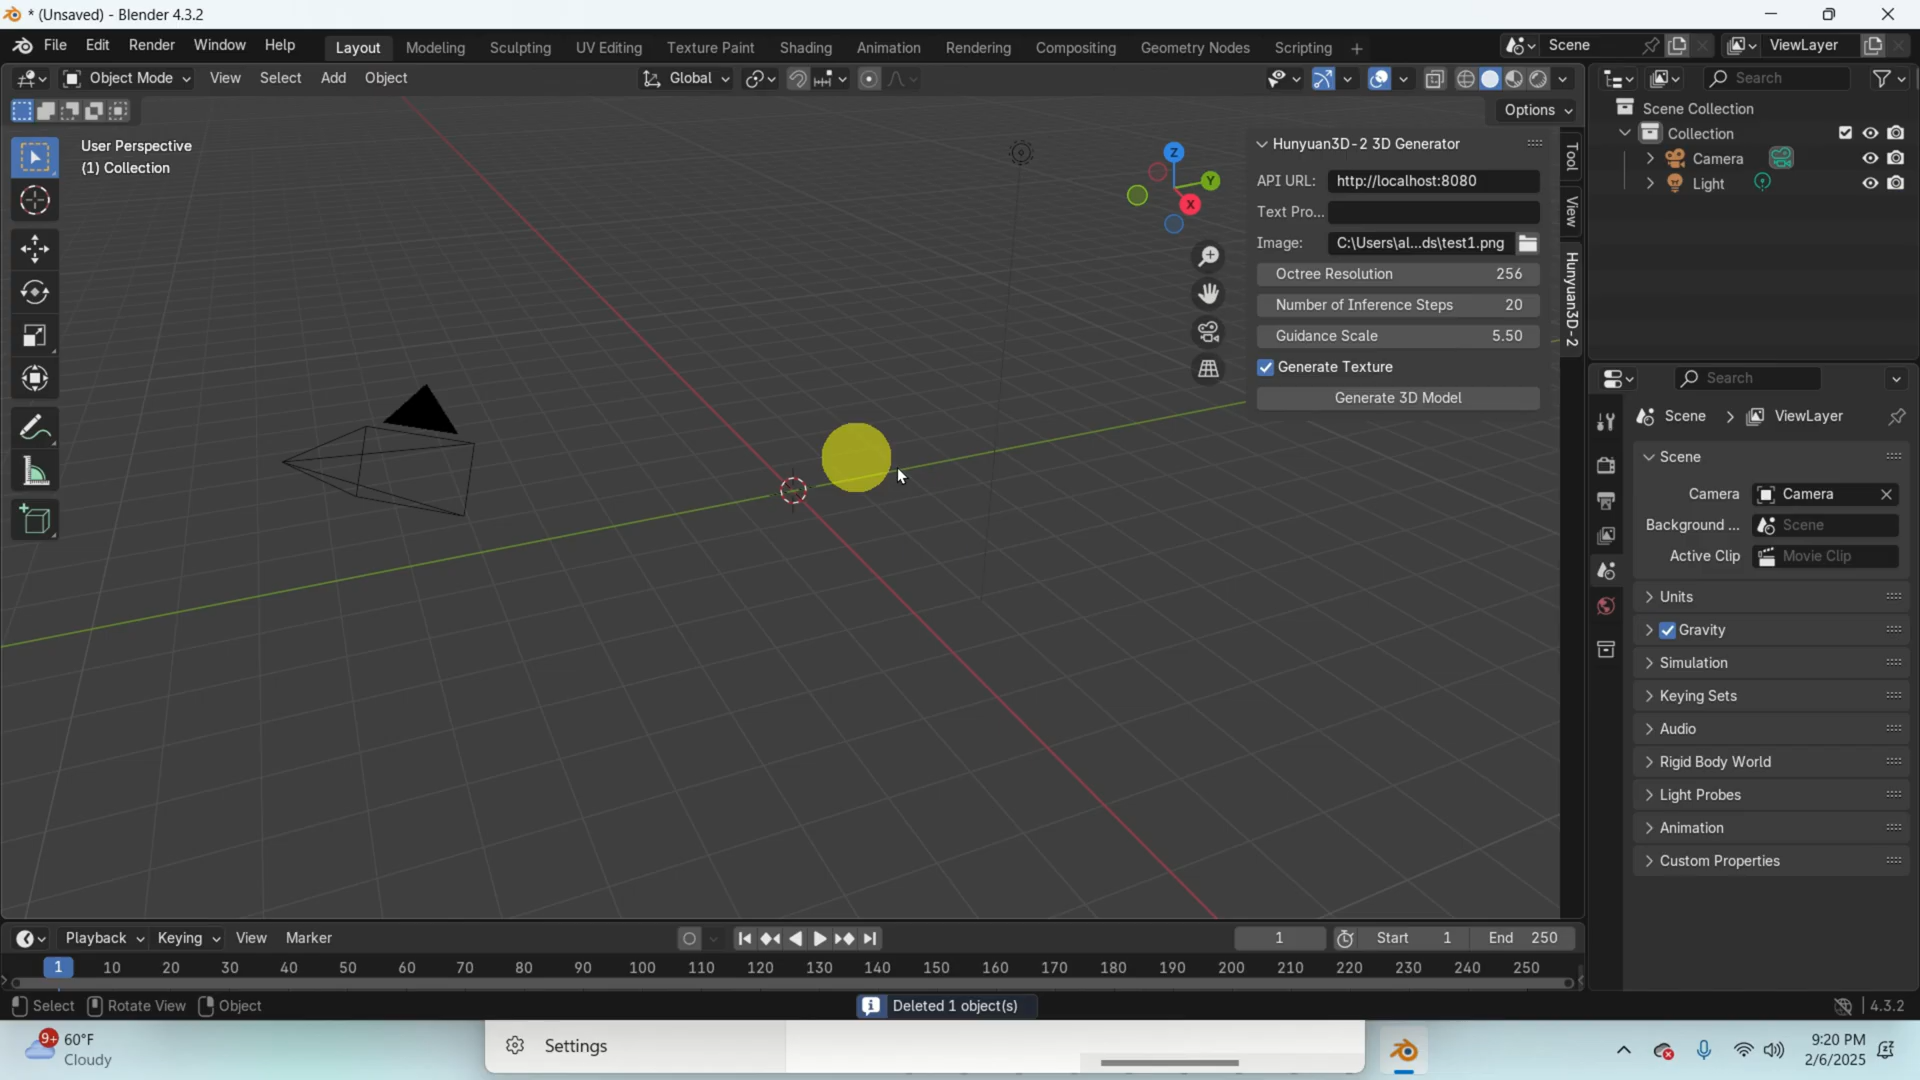 * (Unsaved) - Blender 4.3.2
File Edit Render Window Help Layout Modeling Sculpting UV Editing Texture Paint Shading Animation Rendering Compositing Geometry Nodes Scripting + Scene ViewLayer
Object Mode View Select Add Object Global Search
Options
User Perspective
(1) Collection
Z
Y
X
Hunyuan3D-2 3D Generator
API URL: http://localhost:8080
Text Pro...
Image: C:\Users\al...ds\test1.png
Octree Resolution 256
Number of Inference Steps 20
Guidance Scale 5.50
Generate Texture
Generate 3D Model
Tool
View
Hunyuan3D-2
Scene Collection
Collection
Camera
Light
Search
Scene > ViewLayer
Scene
Camera Camera
Background ... Scene
Active Clip Movie Clip
Units
Gravity
Simulation
Keying Sets
Audio
Rigid Body World
Light Probes
Animation
Custom Properties
Playback Keying View Marker 1 Start 1 End 250
1 10 20 30 40 50 60 70 80 90 100 110 120 130 140 150 160 170 180 190 200 210 220 230 240 250
Select Rotate View Object Deleted 1 object(s) 4.3.2
9+ 60°F
Cloudy
Settings
9:20 PM
2/6/2025